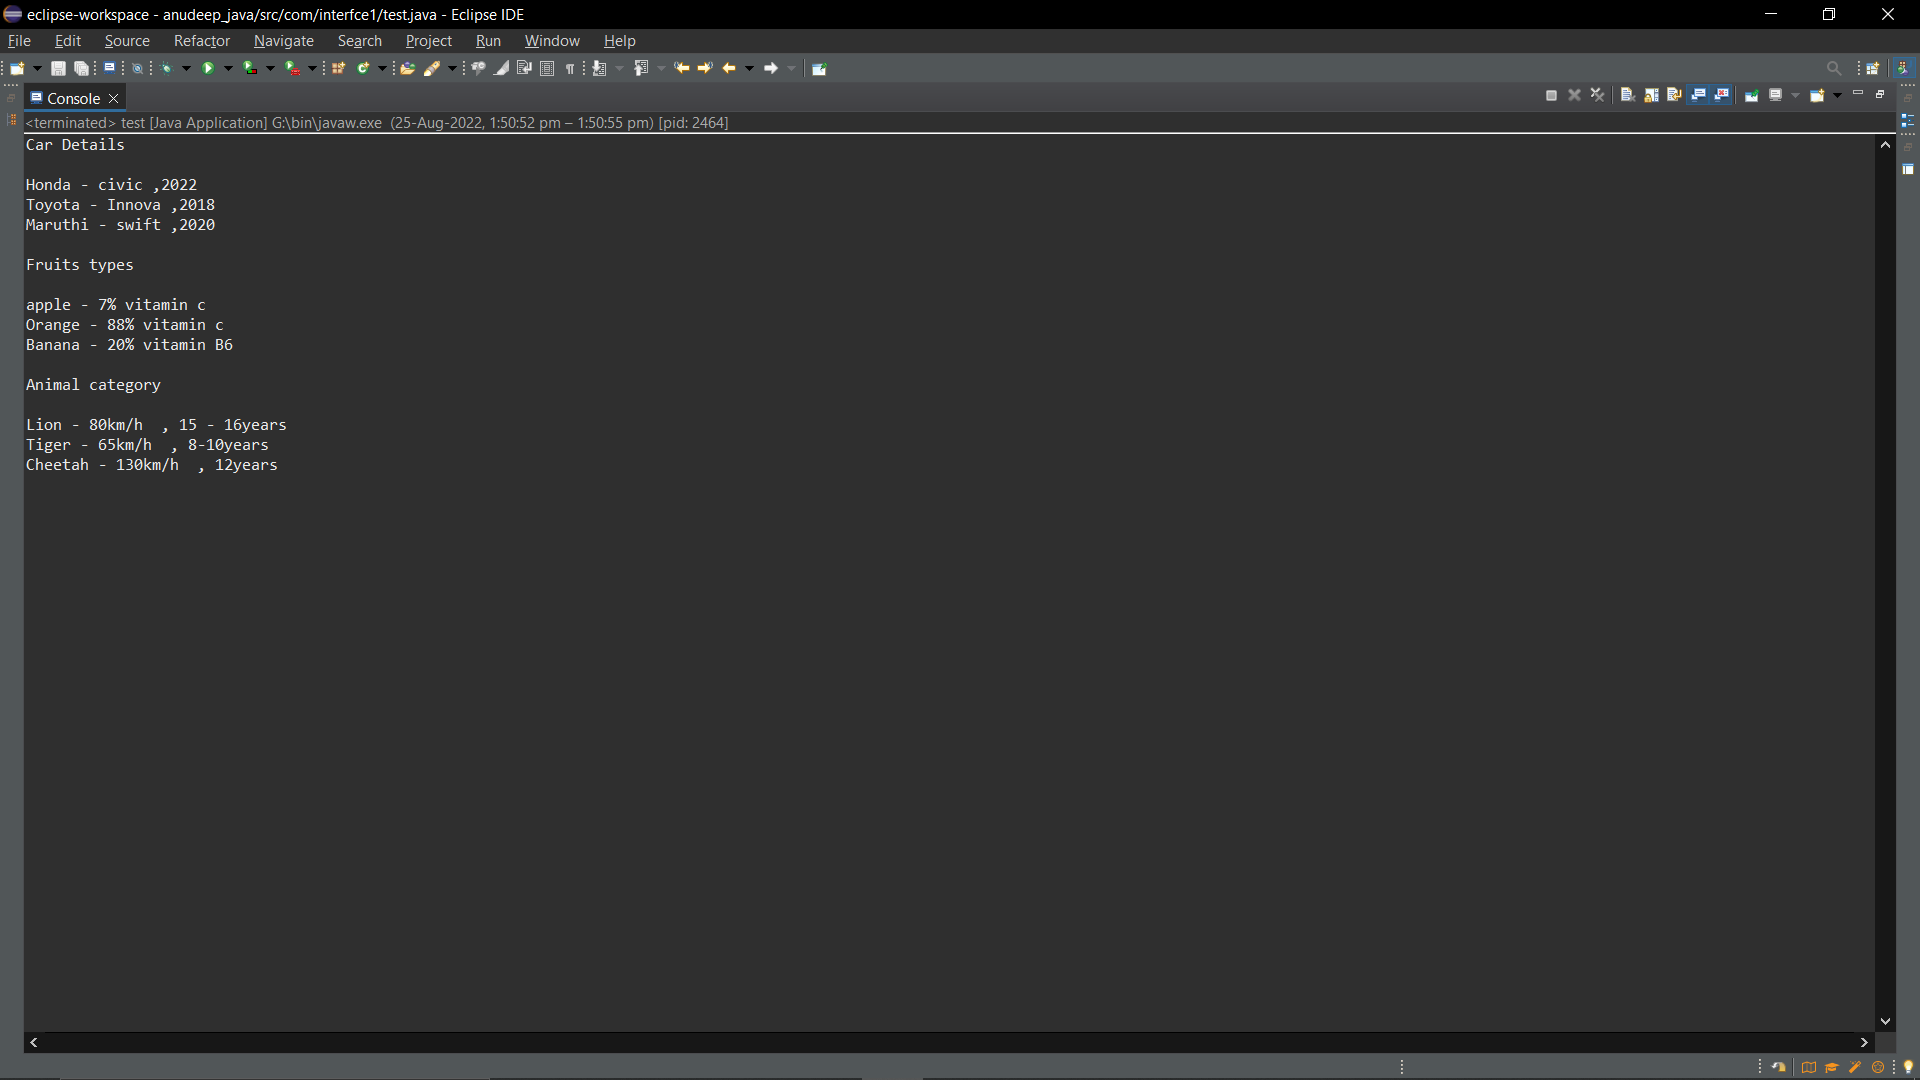 eclipse-workspace - anudeep_java/src/com/interfce1/test.java - Eclipse IDE
File Edit Source Refactor Navigate Search Project Run Window Help
Console
<terminated> test [Java Application] G:\bin\javaw.exe (25-Aug-2022, 1:50:52 pm – 1:50:55 pm) [pid: 2464]
Car Details
Honda - civic ,2022
Toyota - Innova ,2018
Maruthi - swift ,2020
Fruits types
apple - 7% vitamin c
Orange - 88% vitamin c
Banana - 20% vitamin B6
Animal category
Lion - 80km/h  , 15 - 16years
Tiger - 65km/h  , 8-10years
Cheetah - 130km/h  , 12years